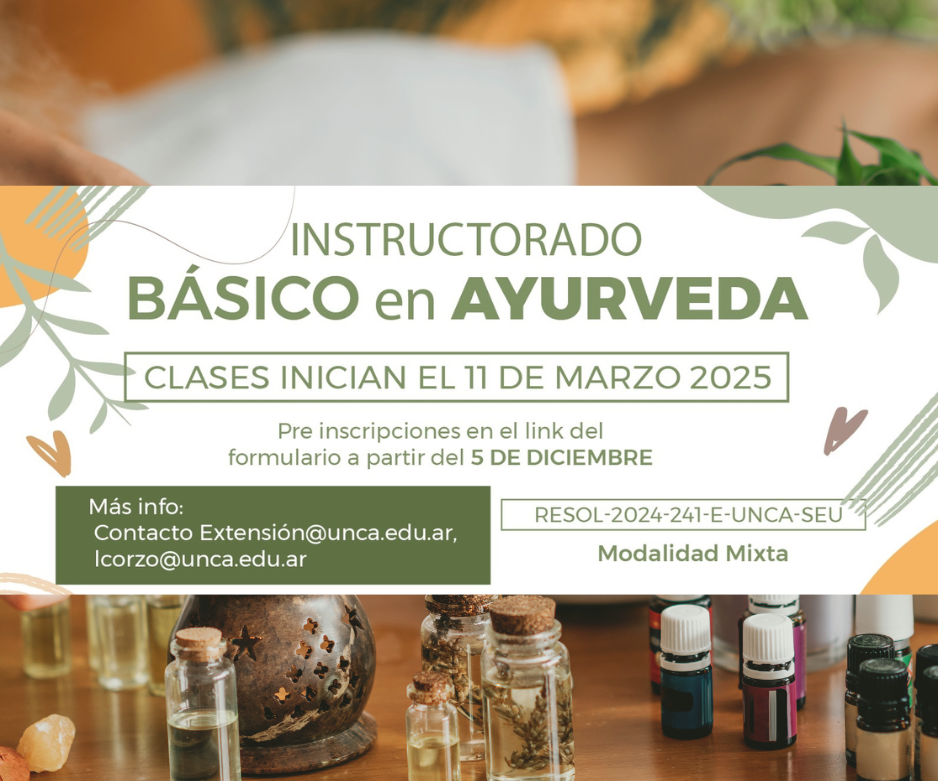 INSTRUCTORADO
BÁSICO en AYURVEDA
CLASES INICIAN EL 11 DE MARZO 2025
Pre inscripciones en el link del
formulario a partir del 5 DE DICIEMBRE
Más info:
Contacto Extensión@unca.edu.ar,
lcorzo@unca.edu.ar
RESOL-2024-241-E-UNCA-SEU
Modalidad Mixta